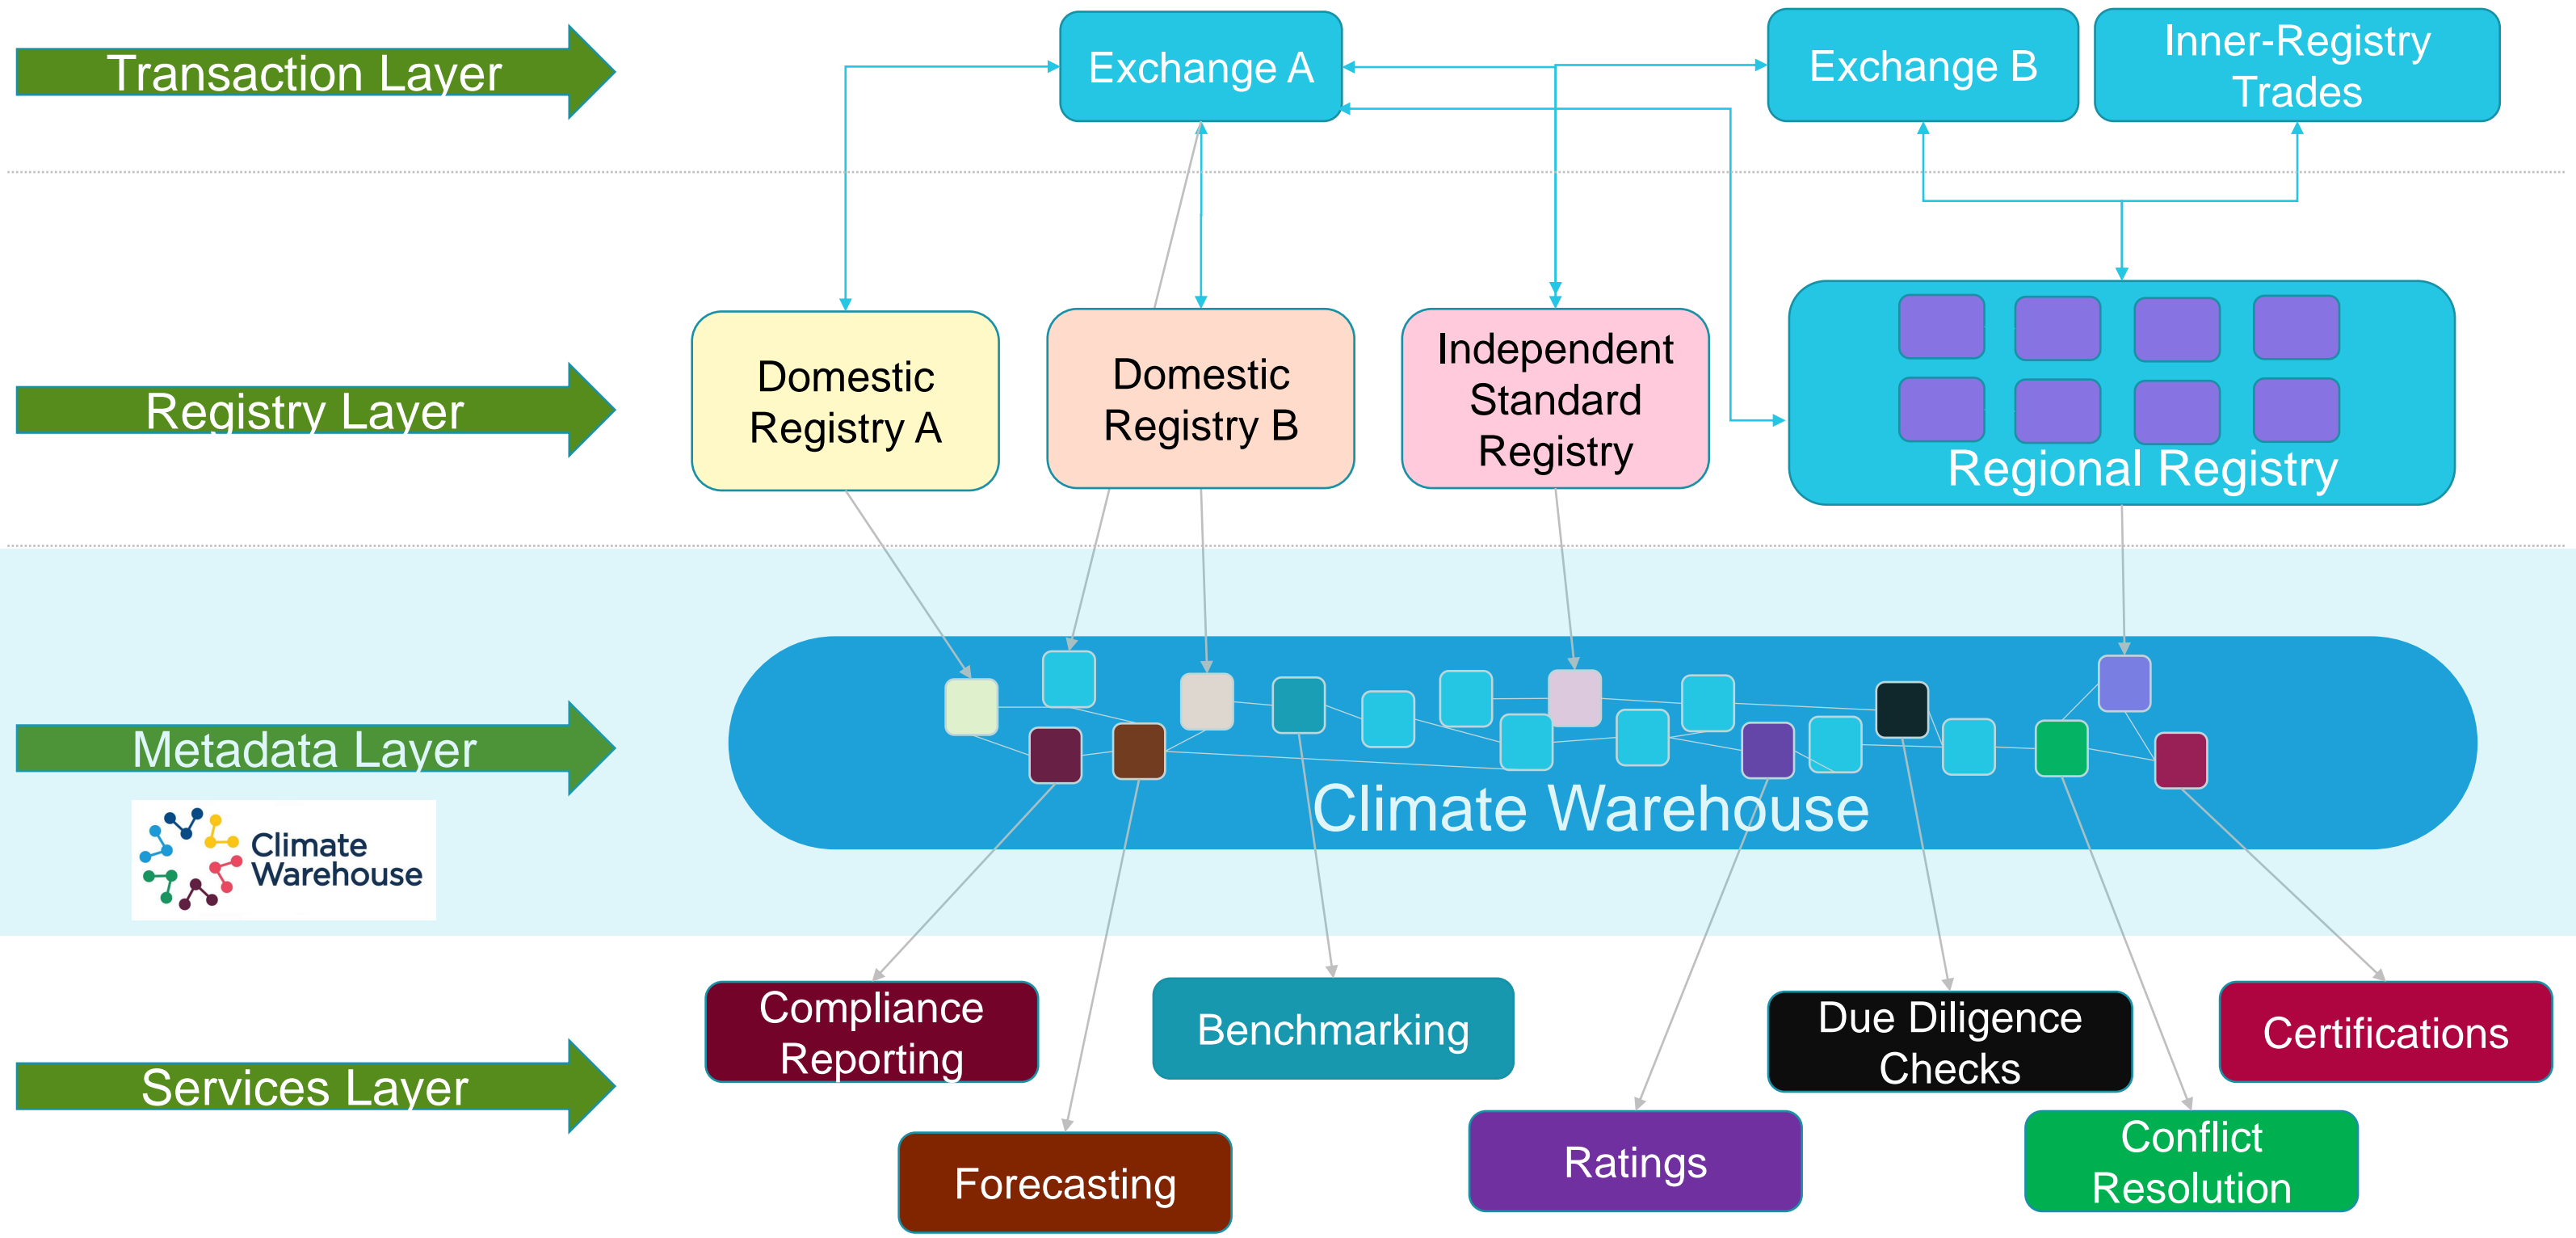 Transaction Layer
Exchange A
Exchange B
Inner-Registry
Trades
Registry Layer
Domestic
Registry A
Domestic
Registry B
Independent
Standard
Registry
Regional Registry
Metadata Layer
Climate Warehouse
Climate
Warehouse
Services Layer
Compliance
Reporting
Benchmarking
Due Diligence
Checks
Certifications
Forecasting
Ratings
Conflict
Resolution